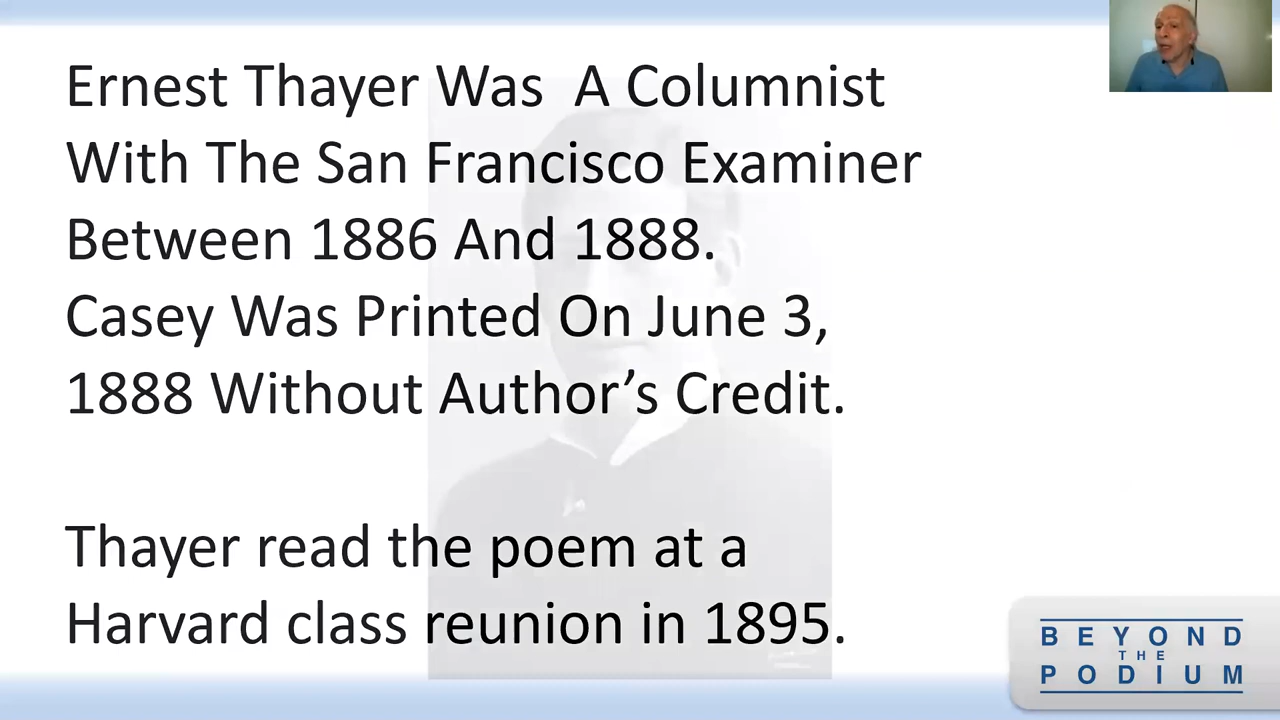 Ernest Thayer Was  A Columnist
With The San Francisco Examiner
Between 1886 And 1888.
Casey Was Printed On June 3,
1888 Without Author’s Credit.
Thayer read the poem at a
Harvard class reunion in 1895.
BEYOND
THE
PODIUM